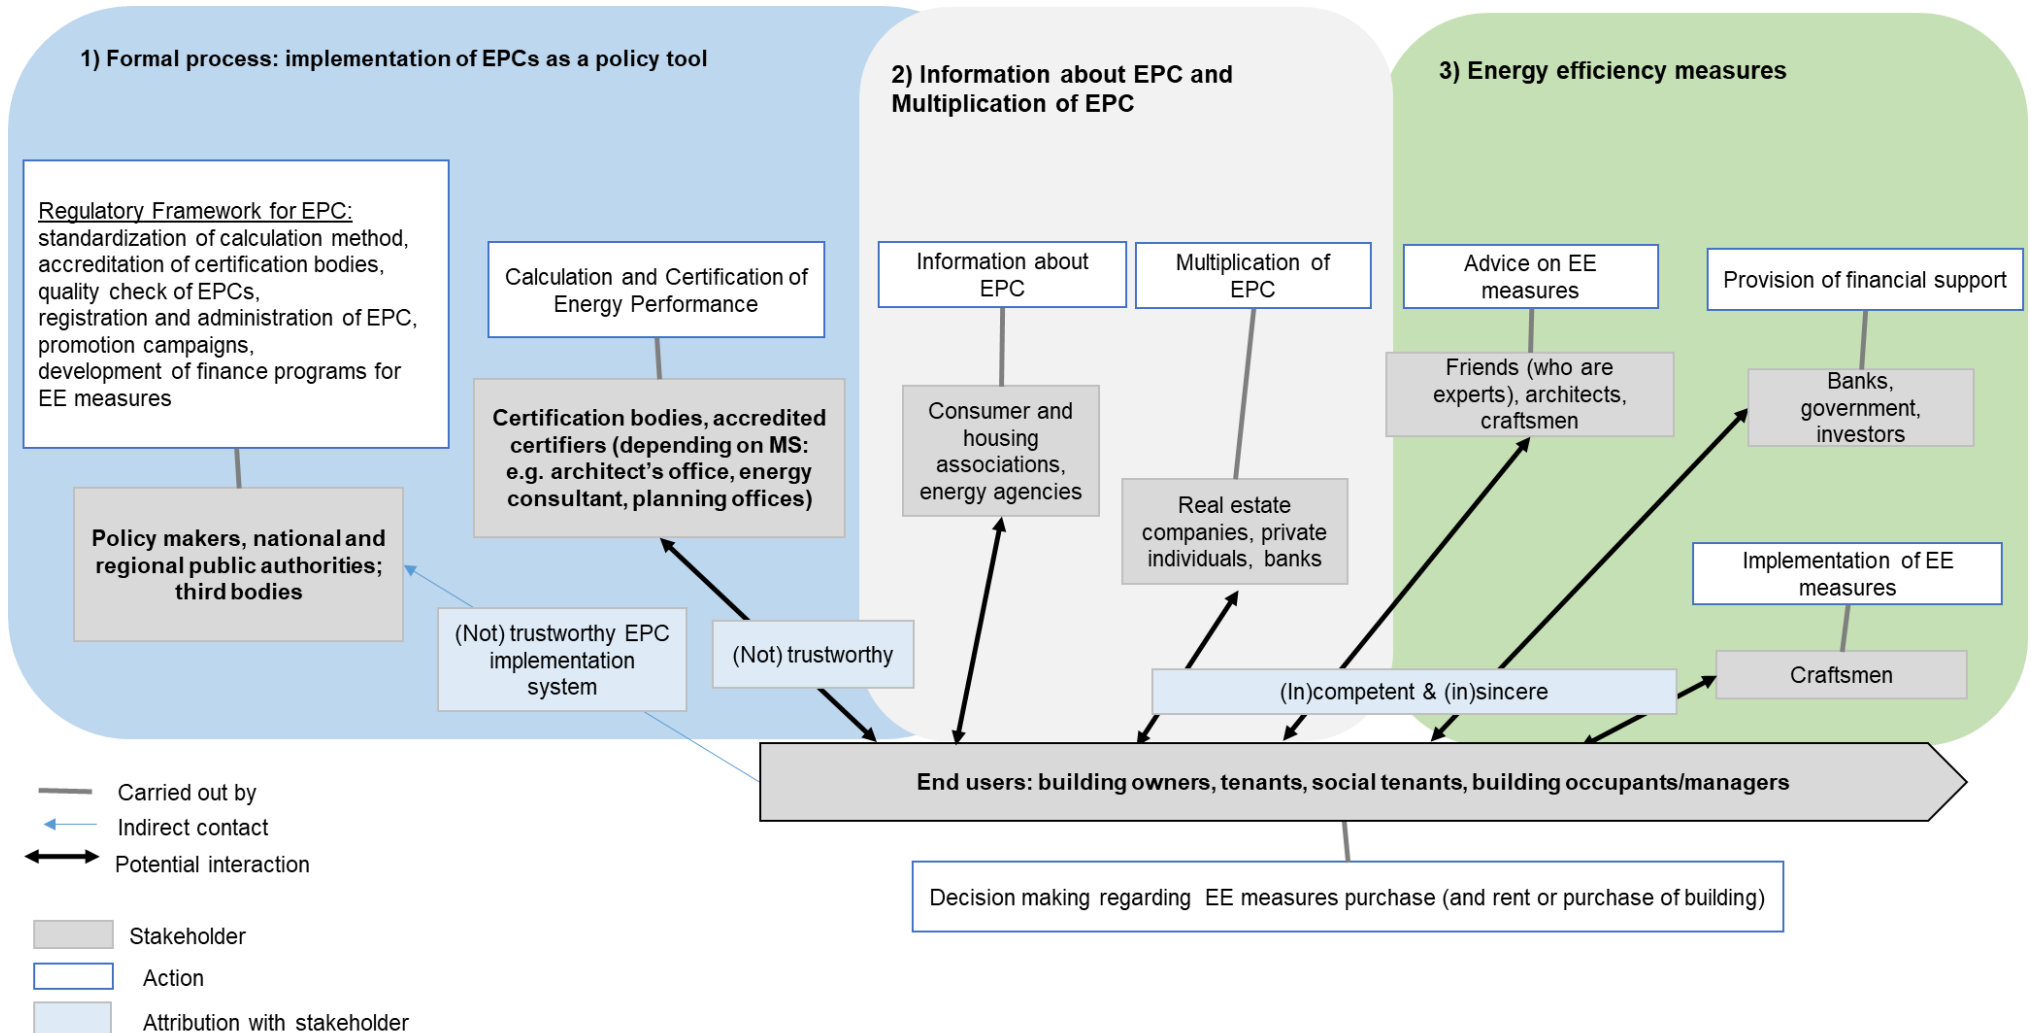 1) Formal process: implementation of EPCs as a policy tool
2) Information about EPC and
Multiplication of EPC
3) Energy efficiency measures
Regulatory Framework for EPC:
standardization of calculation method,
accreditation of certification bodies,
quality check of EPCs,
registration and administration of EPC,
promotion campaigns,
development of finance programs for
EE measures
Policy makers, national and
regional public authorities;
third bodies
Calculation and Certification of
Energy Performance
Certification bodies, accredited
certifiers (depending on MS:
e.g. architect's office, energy
consultant, planning offices)
(Not) trustworthy EPC
implementation
system
(Not) trustworthy
Information about
EPC
Consumer and
housing
associations,
energy agencies
Multiplication of
EPC
Real estate
companies, private
individuals, banks
Advice on EE
measures
Friends (who are
experts), architects,
craftsmen
Provision of financial support
Banks,
government,
investors
Implementation of EE
measures
Craftsmen
(In)competent & (in)sincere
End users: building owners, tenants, social tenants, building occupants/managers
Decision making regarding EE measures purchase (and rent or purchase of building)
Carried out by
Indirect contact
Potential interaction
Stakeholder
Action
Attribution with stakeholder